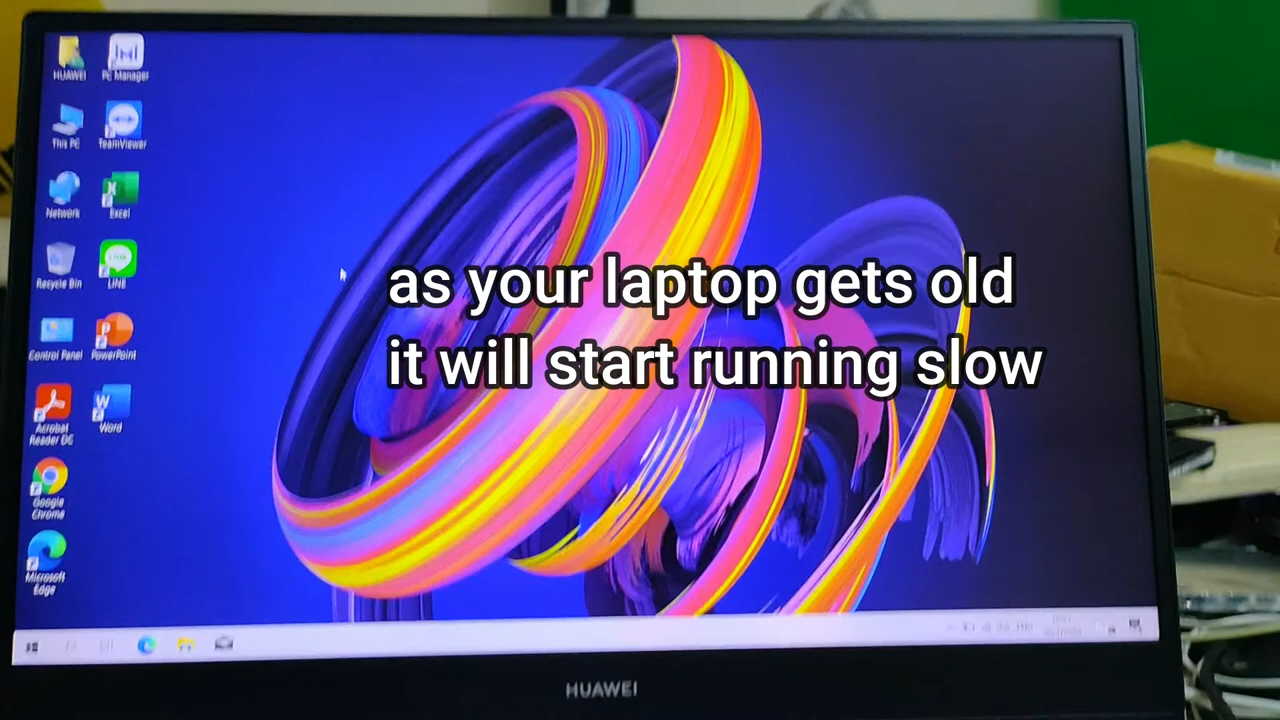 HUAWEI
PC Manager
This PC
TeamViewer
Network
Excel
Recycle Bin
LINE
Control Panel
PowerPoint
Acrobat
Reader DC
Word
Google
Chrome
Microsoft
Edge
as your laptop gets old
it will start running slow
HUAWEI